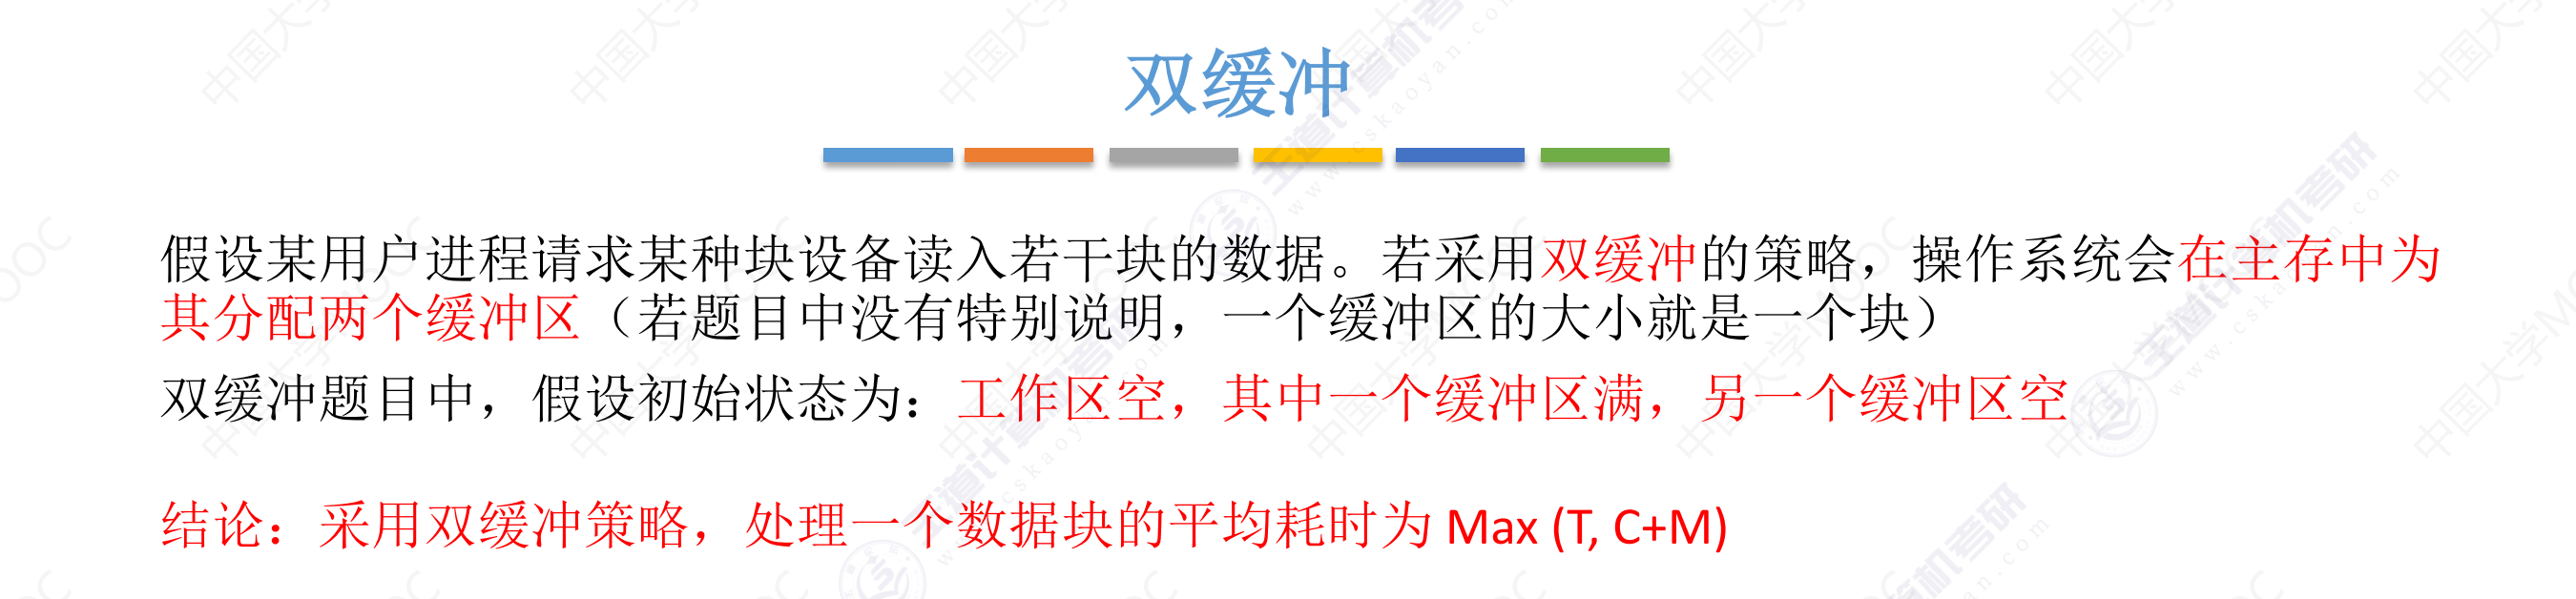 双缓冲
假设某用户进程请求某种块设备读入若干块的数据。若采用双缓冲的策略，操作系统会在主存中为
其分配两个缓冲区（若题目中没有特别说明，一个缓冲区的大小就是一个块）
双缓冲题目中，假设初始状态为：工作区空，其中一个缓冲区满，另一个缓冲区空
结论：采用双缓冲策略，处理一个数据块的平均耗时为 Max (T, C+M)